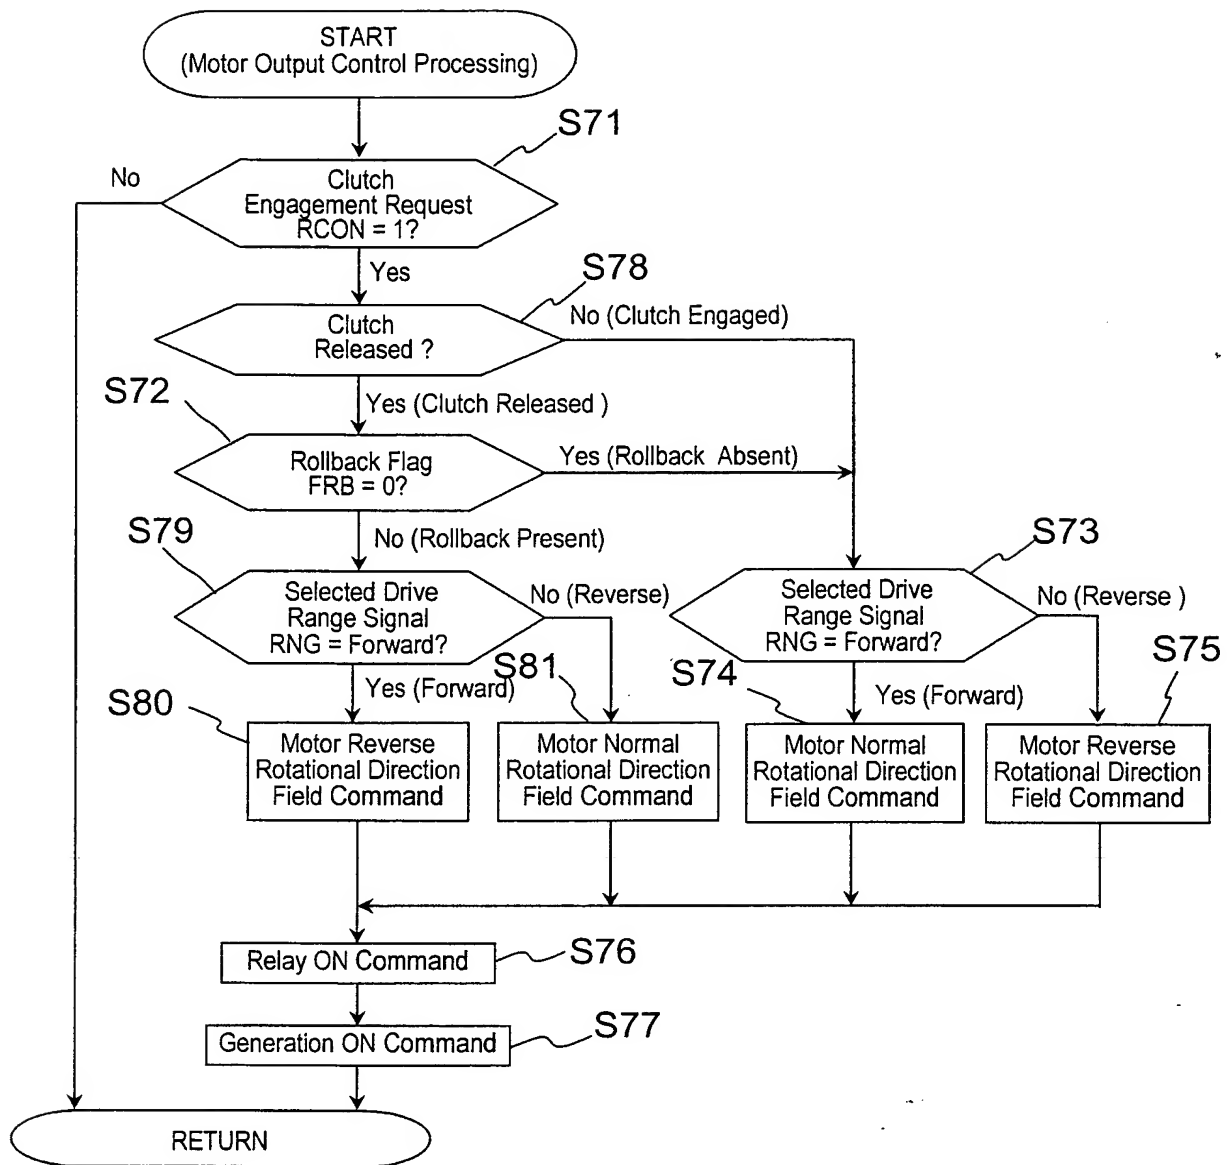 START
(Motor Output Control Processing)
S71
No
Clutch
Engagement Request
RCON = 1?
Yes
S78
No (Clutch Engaged)
Clutch
Released ?
S72
Yes (Clutch Released )
Rollback Flag
FRB = 0?
Yes (Rollback Absent)
S79
No (Rollback Present)
S73
Selected Drive
Range Signal
RNG = Forward?
No (Reverse)
Selected Drive
Range Signal
RNG = Forward?
No (Reverse )
S80
Yes (Forward)
S81
S74
Yes (Forward)
S75
Motor Reverse
Rotational Direction
Field Command
Motor Normal
Rotational Direction
Field Command
Motor Normal
Rotational Direction
Field Command
Motor Reverse
Rotational Direction
Field Command
Relay ON Command
S76
Generation ON Command
S77
RETURN